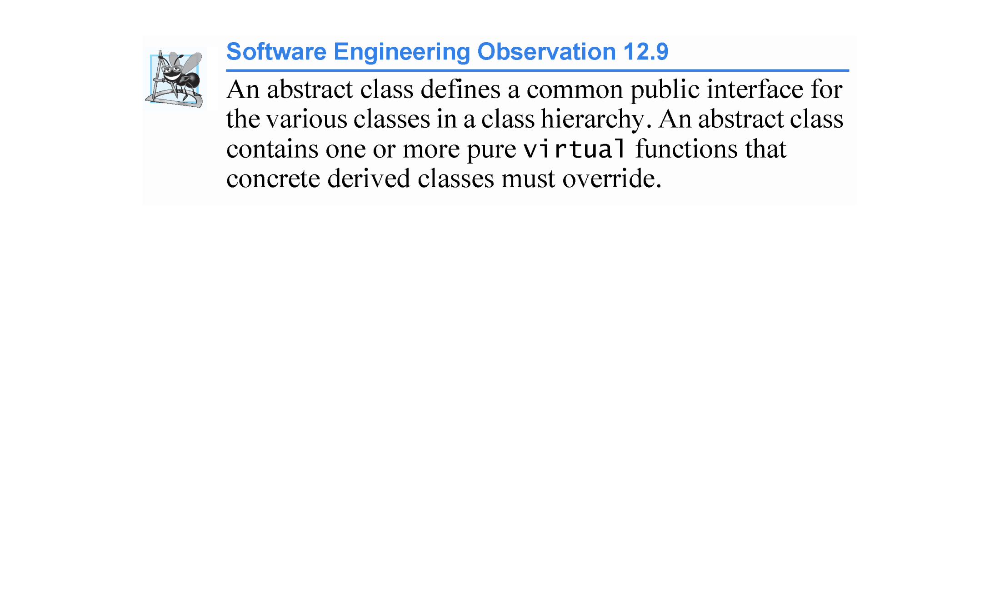 Software Engineering Observation 12.9
An abstract class defines a common public interface for
the various classes in a class hierarchy. An abstract class
contains one or more pure virtual functions that
concrete derived classes must override.